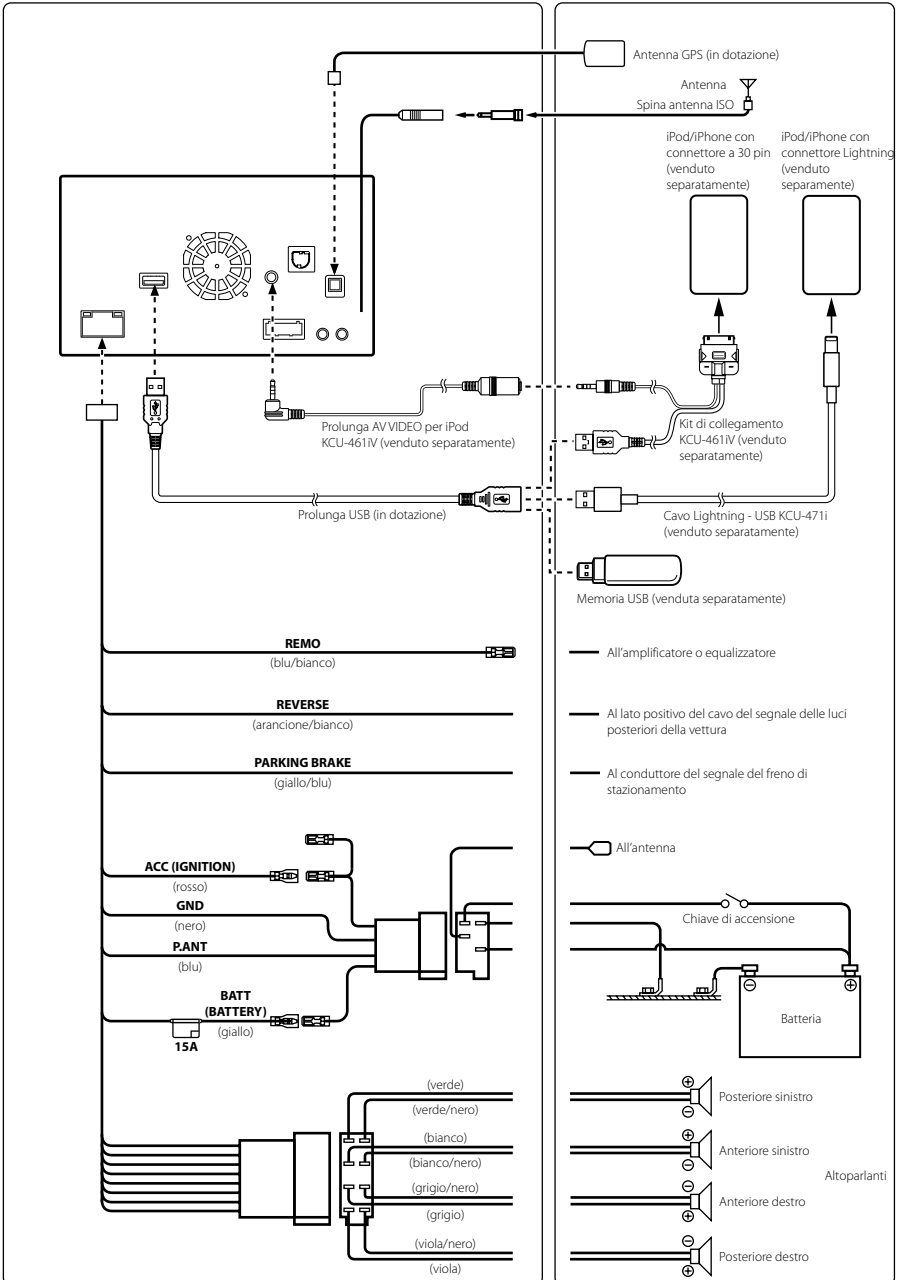 Antenna GPS (in dotazione)
Antenna
Spina antenna ISO
iPod/iPhone con
connettore a 30 pin
(venduto
separatamente)
iPod/iPhone con
connettore Lightning
(venduto
separamente)
Prolunga AV VIDEO per iPod
KCU-461iV (venduto separatamente)
Kit di collegamento
KCU-461iV (venduto
separatamente)
Prolunga USB (in dotazione)
Cavo Lightning - USB KCU-471i
(venduto separatamente)
Memoria USB (venduta separatamente)
REMO
(blu/bianco)
All'amplificatore o equalizzatore
REVERSE
(arancione/bianco)
Al lato positivo del cavo del segnale delle luci
posteriori della vettura
PARKING BRAKE
(giallo/blu)
Al conduttore del segnale del freno di
stazionamento
All'antenna
ACC (IGNITION)
(rosso)
Chiave di accensione
GND
(nero)
P.ANT
(blu)
BATT
(BATTERY)
(giallo)
15A
Batteria
(verde)
(verde/nero)
Posteriore sinistro
(bianco)
(bianco/nero)
Anteriore sinistro
Altoparlanti
(grigio/nero)
(grigio)
Anteriore destro
(viola/nero)
(viola)
Posteriore destro